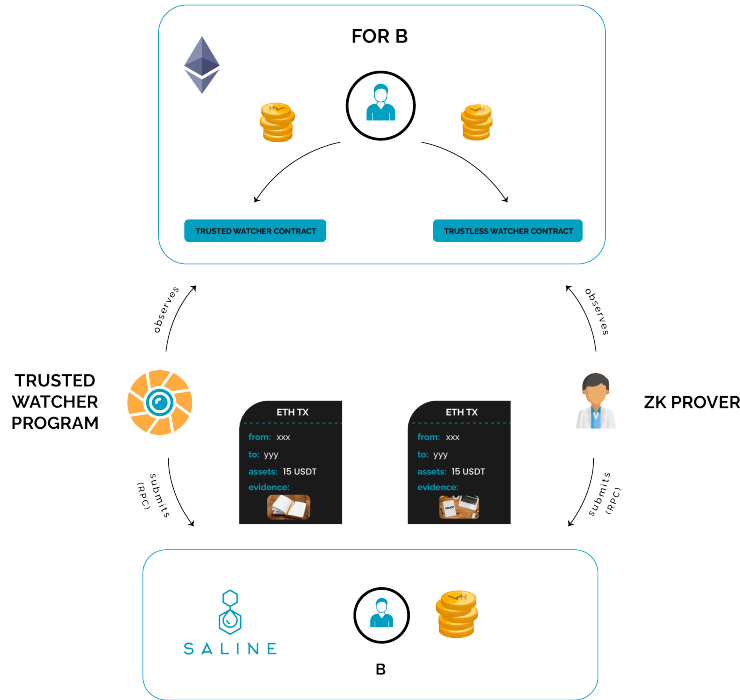 FOR B
TRUSTED WATCHER CONTRACT
TRUSTLESS WATCHER CONTRACT
observes
observes
TRUSTED
WATCHER
PROGRAM
ZK PROVER
ETH TX
from: xxx
to: yyy
assets: 15 USDT
evidence:
ETH TX
from: xxx
to: yyy
assets: 15 USDT
evidence:
submits
(RPC)
submits
(RPC)
SALINE
B